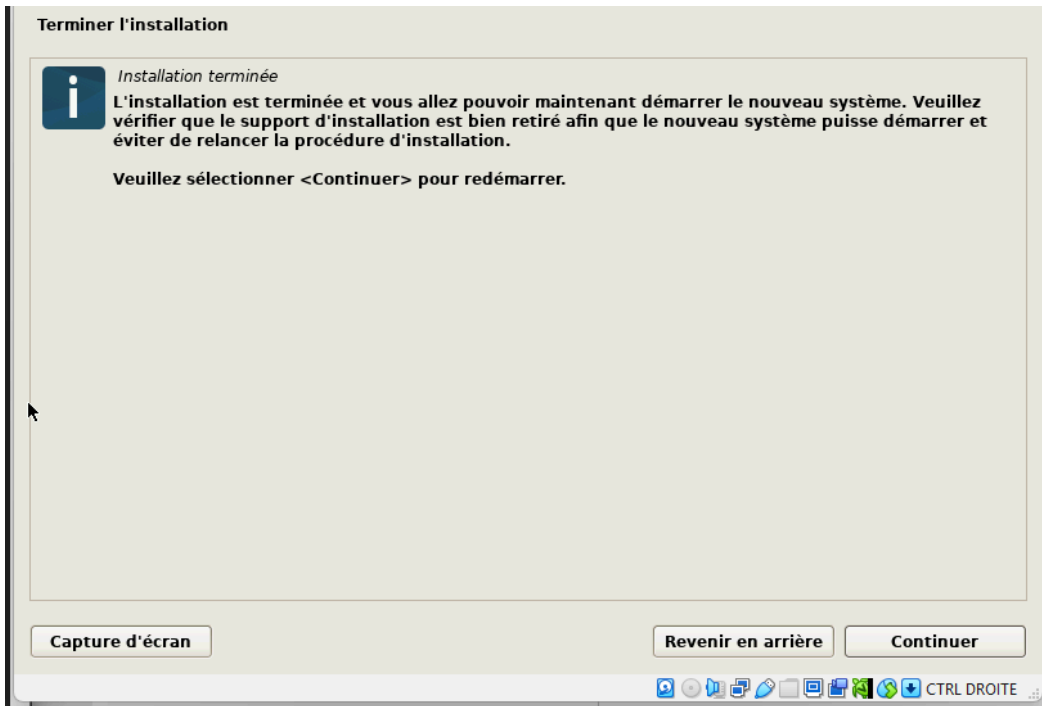 Terminer l'installation
Installation terminée
L'installation est terminée et vous allez pouvoir maintenant démarrer le nouveau système. Veuillez
vérifier que le support d'installation est bien retiré afin que le nouveau système puisse démarrer et
éviter de relancer la procédure d'installation.
Veuillez sélectionner <Continuer> pour redémarrer.
Capture d'écran
Revenir en arrière
Continuer
CTRL DROITE